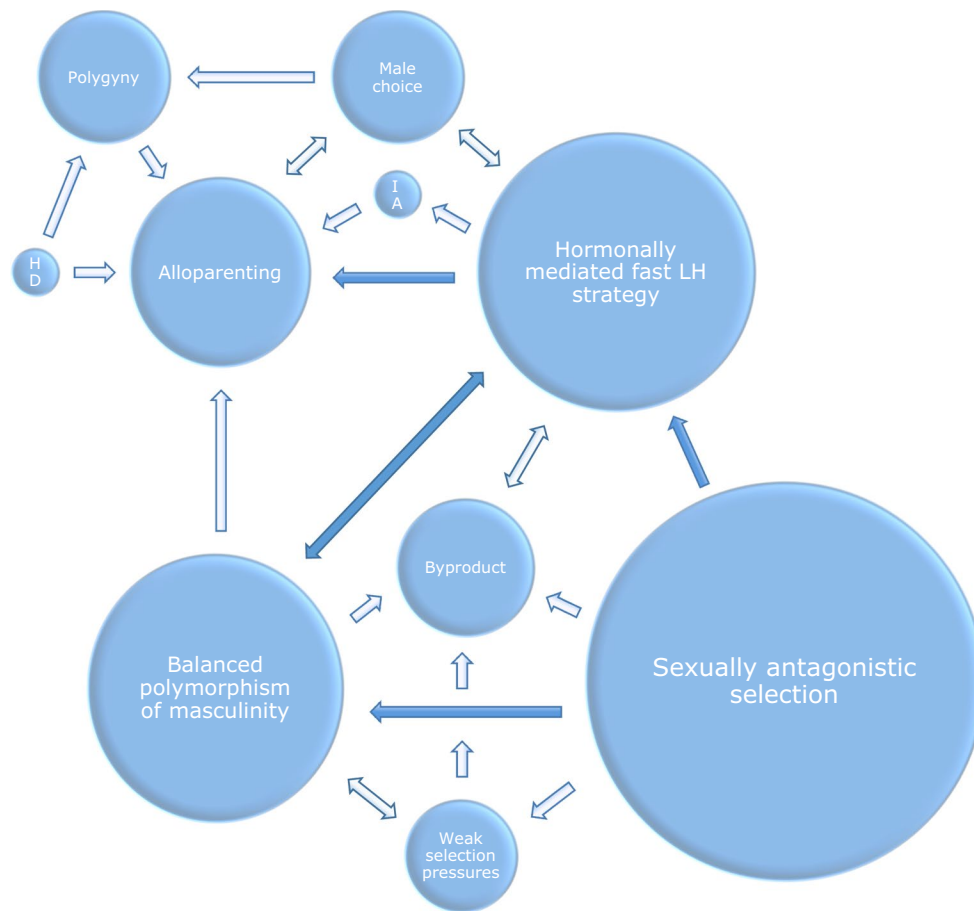 Polygyny
Male
choice
I
A
H
D
Alloparenting
Hormonally
mediated fast LH
strategy
Byproduct
Balanced
polymorphism
of masculinity
Sexually antagonistic
selection
Weak
selection
pressures